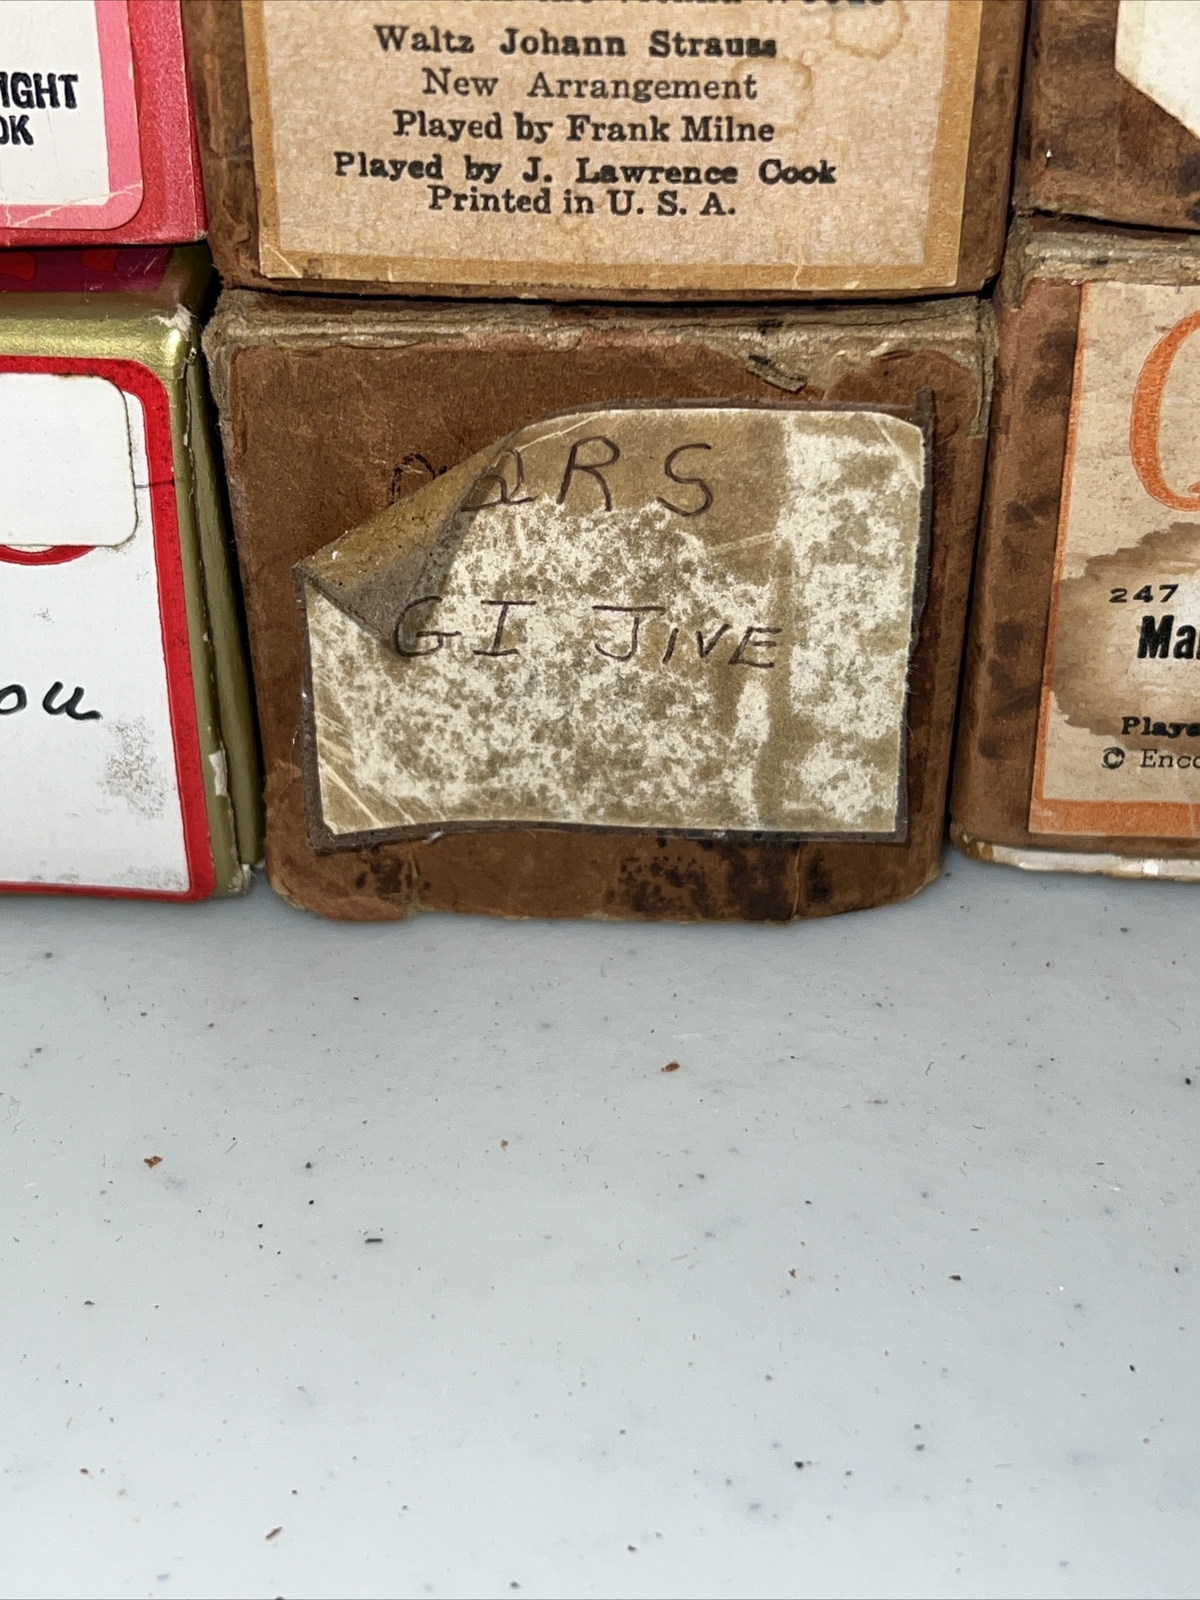 IGHT
OK
Waltz Johann Strauss
New Arrangement
Played by Frank Milne
Played by J. Lawrence Cook
Printed in U. S. A.
QRS
GI JIVE
ou
247
Ma
Playe
© Enco